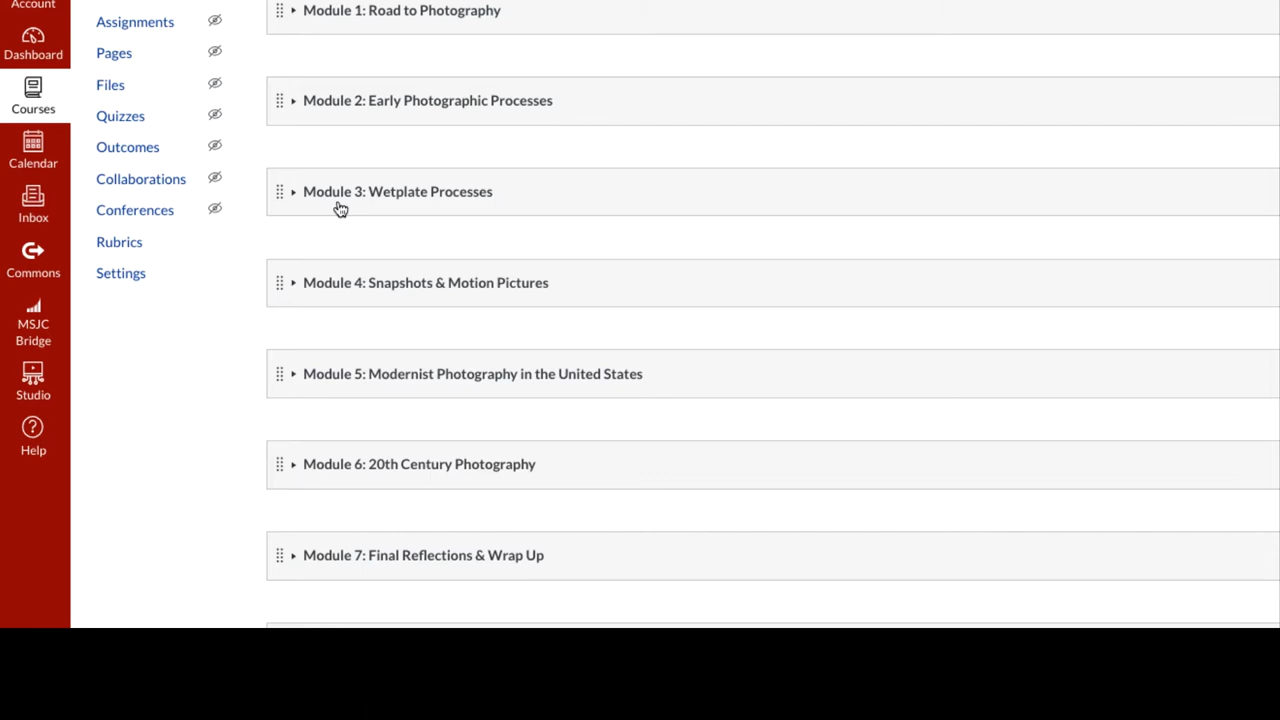 Account
Dashboard
Courses
Calendar
Inbox
Commons
MSJC
Bridge
Studio
Help
Assignments
Pages
Files
Quizzes
Outcomes
Collaborations
Conferences
Rubrics
Settings
Module 1: Road to Photography
Module 2: Early Photographic Processes
Module 3: Wetplate Processes
Module 4: Snapshots & Motion Pictures
Module 5: Modernist Photography in the United States
Module 6: 20th Century Photography
Module 7: Final Reflections & Wrap Up